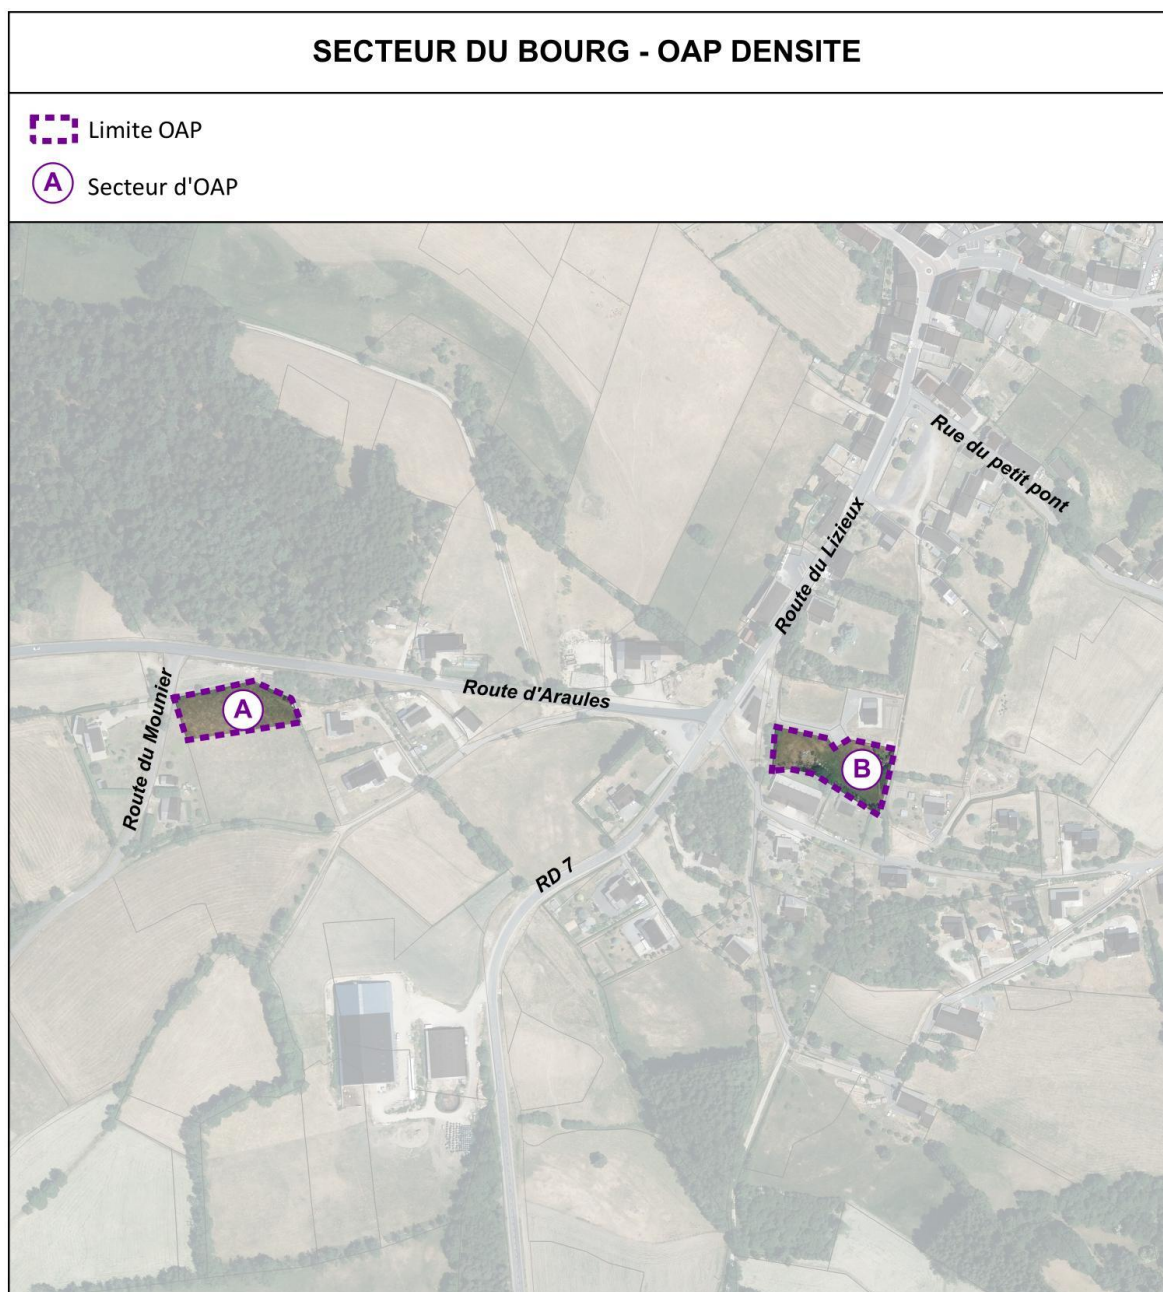 SECTEUR DU BOURG - OAP DENSITE
Limite OAP
A
Secteur d'OAP
Rue du petit pont
Route du Lizieux
Route d'Araules
Route du Mounier
A
B
RD 7